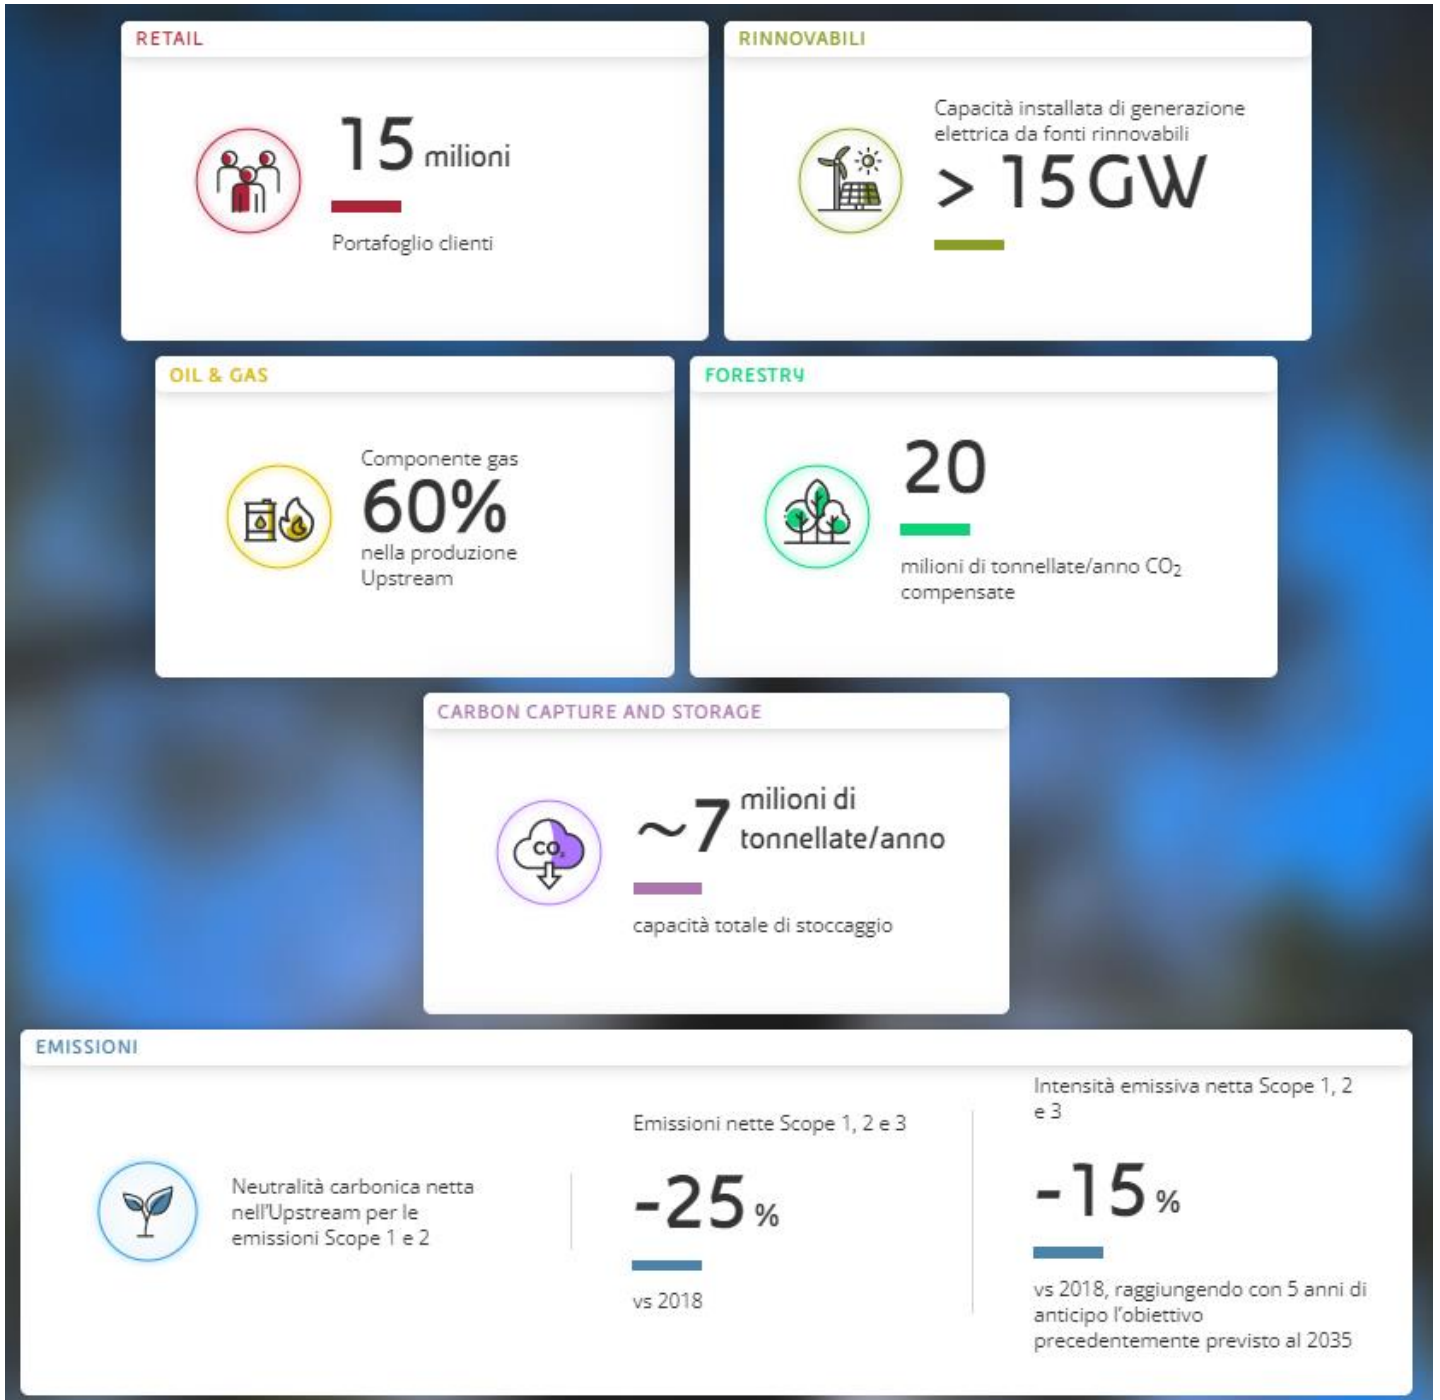 RETAIL
15 milioni
Portafoglio clienti
RINNOVABILI
Capacità installata di generazione
elettrica da fonti rinnovabili
> 15 GW
OIL & GAS
Componente gas
60%
nella produzione
Upstream
FORESTRY
20
milioni di tonnellate/anno CO₂
compensate
CARBON CAPTURE AND STORAGE
CO₂
~7 milioni di
tonnellate/anno
capacità totale di stoccaggio
EMISSIONI
Neutralità carbonica netta
nell'Upstream per le
emissioni Scope 1 e 2
Emissioni nette Scope 1, 2 e 3
-25 %
vs 2018
Intensità emissiva netta Scope 1, 2
e 3
-15 %
vs 2018, raggiungendo con 5 anni di
anticipo l'obiettivo
precedentemente previsto al 2035